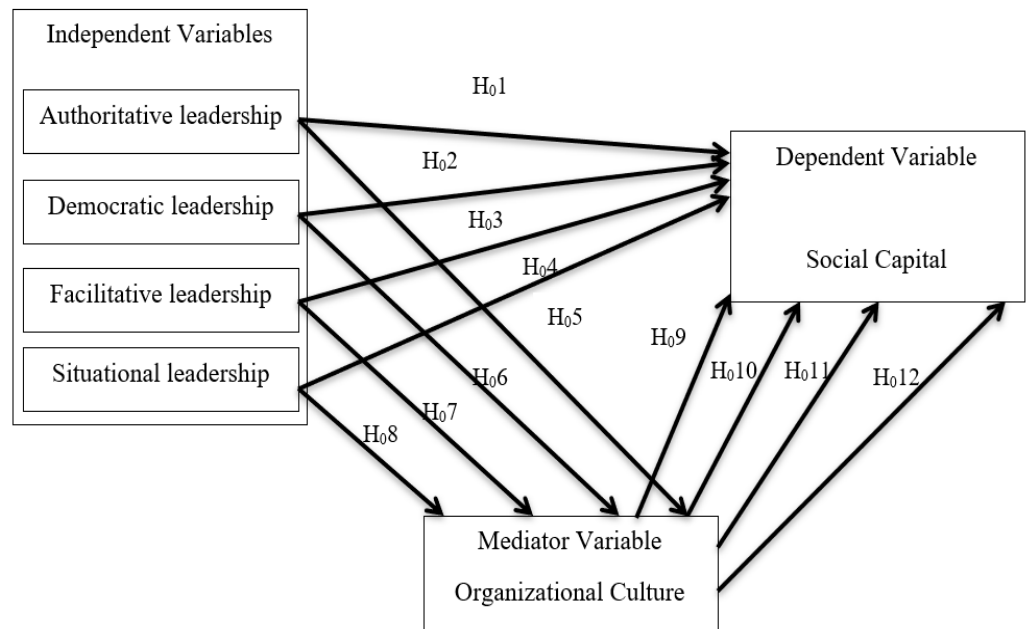 Independent Variables
Authoritative leadership
Democratic leadership
Facilitative leadership
Situational leadership
H₀1
H₀2
H₀3
H₀4
H₀5
H₀6
H₀7
H₀8
H₀9
H₀10
H₀11
H₀12
Dependent Variable
Social Capital
Mediator Variable
Organizational Culture